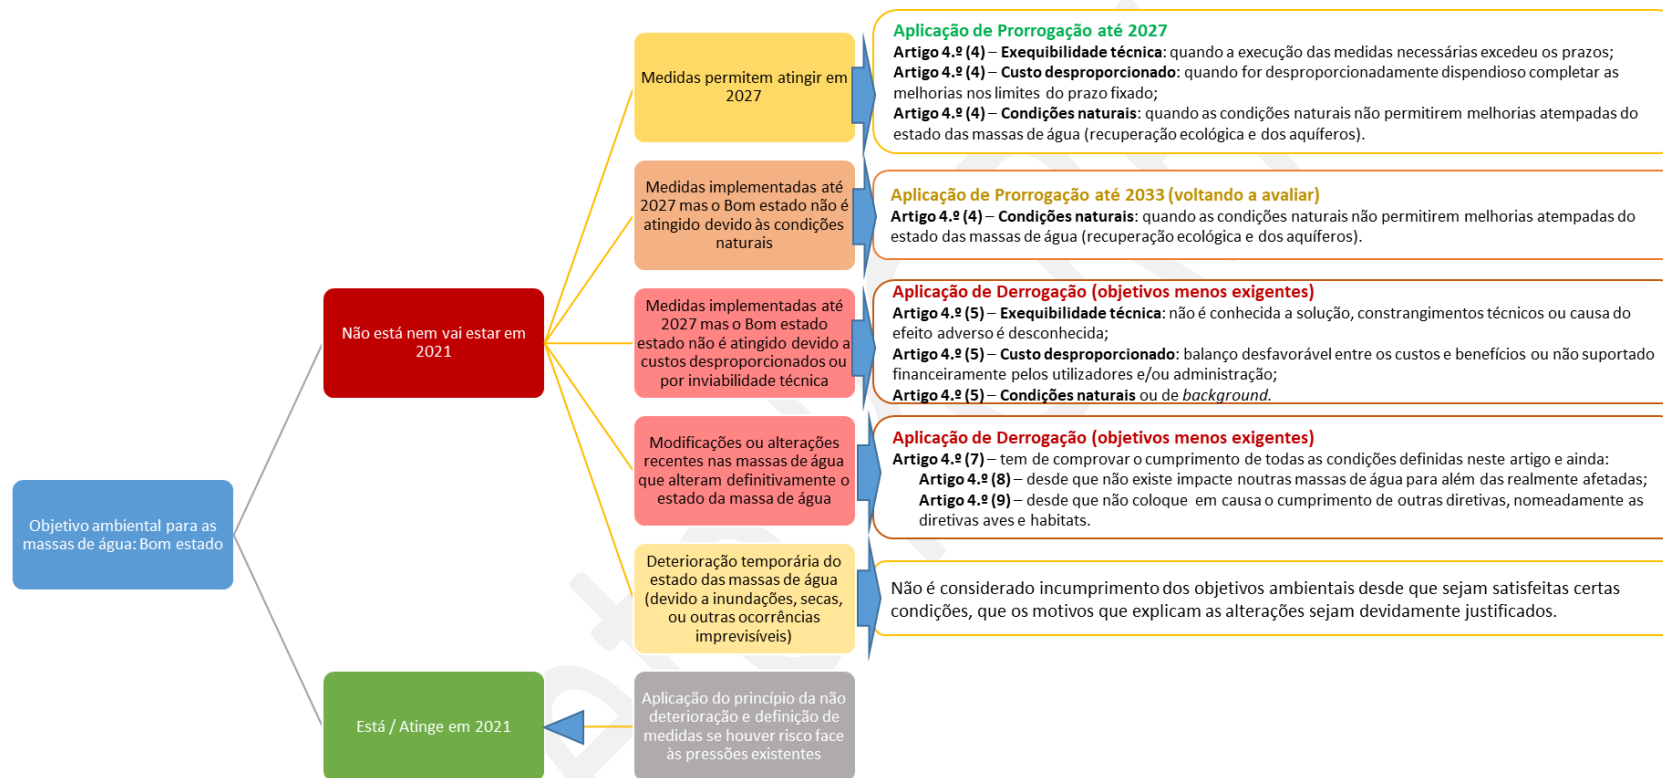 Objetivo ambiental para as
massas de água: Bom estado
Não está nem vai estar em
2021
Medidas permitem atingir em
2027
Aplicação de Prorrogação até 2027
Artigo 4.º (4) – Exequibilidade técnica: quando a execução das medidas necessárias excedeu os prazos;
Artigo 4.º (4) – Custo desproporcionado: quando for desproporcionadamente dispendioso completar as
melhorias nos limites do prazo fixado;
Artigo 4.º (4) – Condições naturais: quando as condições naturais não permitirem melhorias atempadas do
estado das massas de água (recuperação ecológica e dos aquíferos).
Medidas implementadas até
2027 mas o Bom estado não é
atingido devido às condições
naturais
Aplicação de Prorrogação até 2033 (voltando a avaliar)
Artigo 4.º (4) – Condições naturais: quando as condições naturais não permitirem melhorias atempadas do
estado das massas de água (recuperação ecológica e dos aquíferos).
Medidas implementadas até
2027 mas o Bom estado
estado não é atingido devido a
custos desproporcionados ou
por inviabilidade técnica
Aplicação de Derrogação (objetivos menos exigentes)
Artigo 4.º (5) – Exequibilidade técnica: não é conhecida a solução, constrangimentos técnicos ou causa do
efeito adverso é desconhecida;
Artigo 4.º (5) – Custo desproporcionado: balanço desfavorável entre os custos e benefícios ou não suportado
financeiramente pelos utilizadores e/ou administração;
Artigo 4.º (5) – Condições naturais ou de background.
Modificações ou alterações
recentes nas massas de água
que alteram definitivamente o
estado da massa de água
Aplicação de Derrogação (objetivos menos exigentes)
Artigo 4.º (7) – tem de comprovar o cumprimento de todas as condições definidas neste artigo e ainda:
Artigo 4.º (8) – desde que não existe impacte noutras massas de água para além das realmente afetadas;
Artigo 4.º (9) – desde que não coloque em causa o cumprimento de outras diretivas, nomeadamente as
diretivas aves e habitats.
Deterioração temporária do
estado das massas de água
(devido a inundações, secas,
ou outras ocorrências
imprevisíveis)
Não é considerado incumprimento dos objetivos ambientais desde que sejam satisfeitas certas
condições, que os motivos que explicam as alterações sejam devidamente justificados.
Está / Atinge em 2021
Aplicação do princípio da não
deterioração e definição de
medidas se houver risco face
às pressões existentes